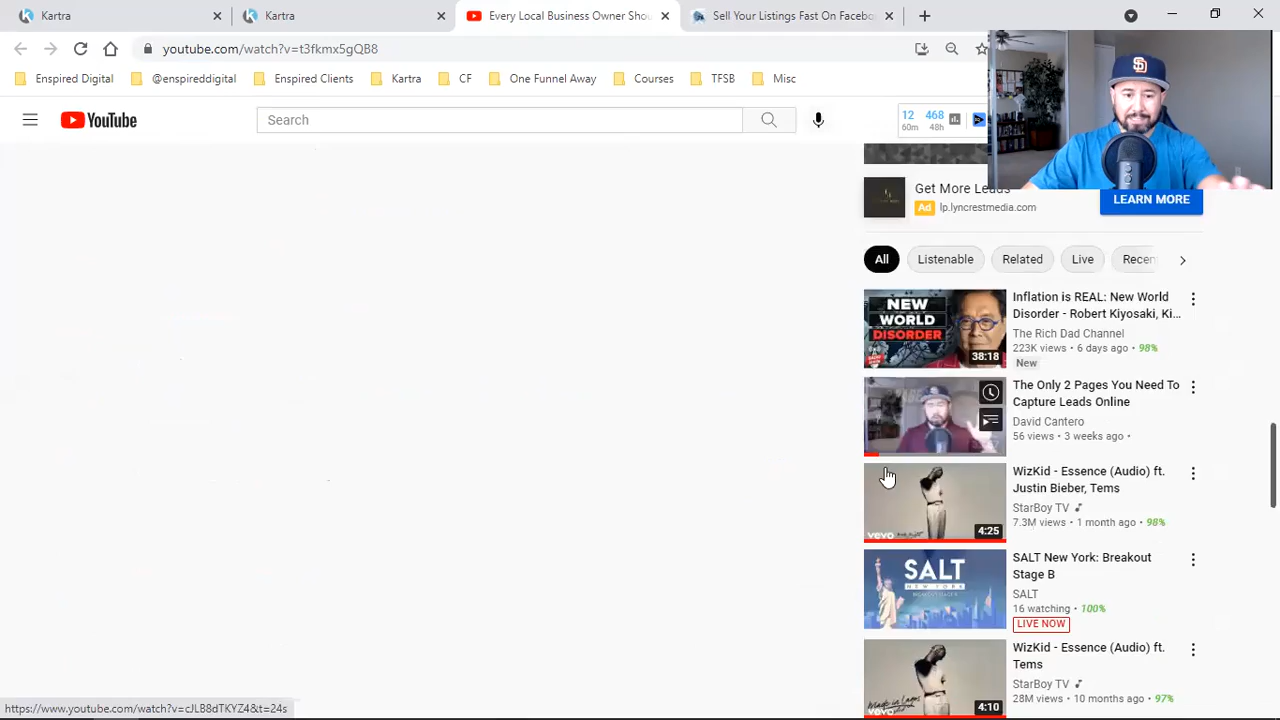 Kartra
Kartra
Every Local Business Owner Shou
Sell Your Listings Fast On Facebo
youtube.com/watch?v=
fkmx5gQB8
Enspired Digital
@enspireddigital
Enspired Clients
Kartra
CF
One Funnel Away
Courses
TFSB
Misc
YouTube
Search
12 468
60m 48h
SD
Get More Leads
Ad lp.lyncrestmedia.com
LEARN MORE
All
Listenable
Related
Live
Recen
NEW
WORLD
DISORDER
38:18
Inflation is REAL: New World
Disorder - Robert Kiyosaki, Ki...
The Rich Dad Channel
223K views • 6 days ago • 98%
New
The Only 2 Pages You Need To
Capture Leads Online
David Cantero
56 views • 3 weeks ago •
vevo
4:25
WizKid - Essence (Audio) ft.
Justin Bieber, Tems
StarBoy TV
7.3M views • 1 month ago • 98%
SALT
NEW YORK
SALT New York: Breakout
Stage B
SALT
16 watching • 100%
LIVE NOW
Made in Lagos
4:10
WizKid - Essence (Audio) ft.
Tems
StarBoy TV
28M views • 10 months ago • 97%
https://www.youtube.com/watch?v=cJLB8dTKYZ4&t=24s